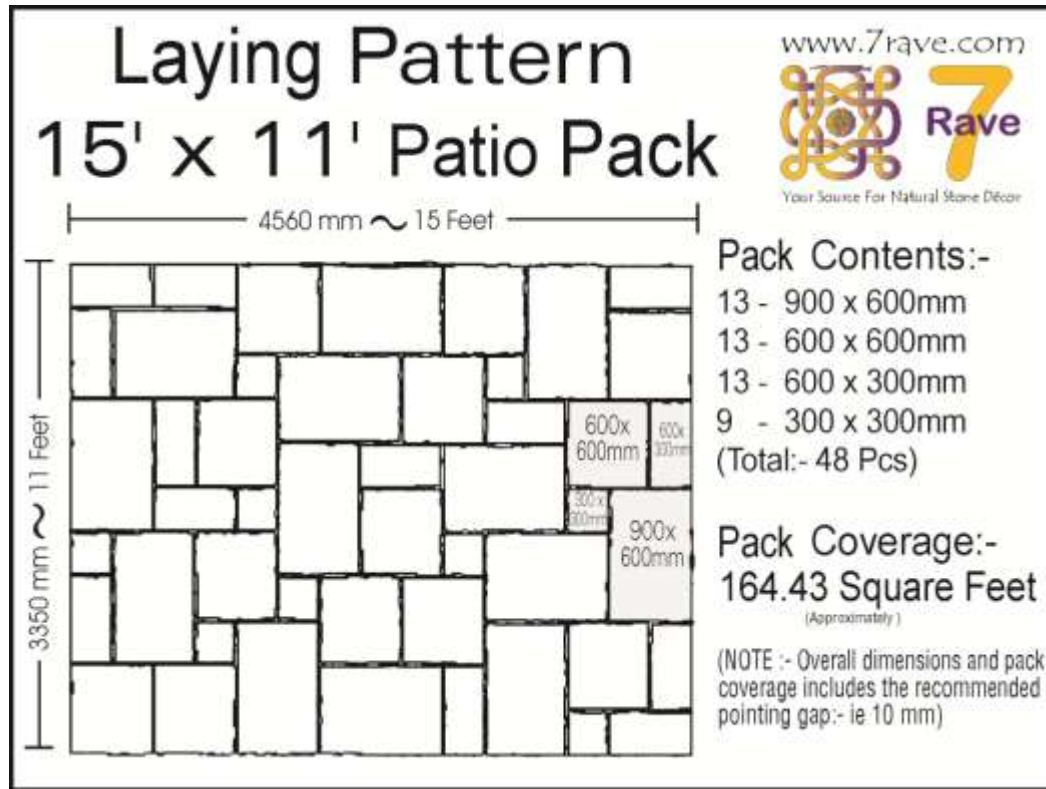 Laying Pattern
15' x 11' Patio Pack
www.7rave.com
7
Rave
Your Source For Natural Stone Décor
4560 mm ~ 15 Feet
3350 mm ~ 11 Feet
Pack Contents:-
13 - 900 x 600mm
13 - 600 x 600mm
13 - 600 x 300mm
9 - 300 x 300mm
(Total:- 48 Pcs)
600x
600mm
600x
300mm
300 x
300mm
900x
600mm
Pack Coverage:-
164.43 Square Feet
(Approximately )
(NOTE :- Overall dimensions and pack
coverage includes the recommended
pointing gap:- ie 10 mm)